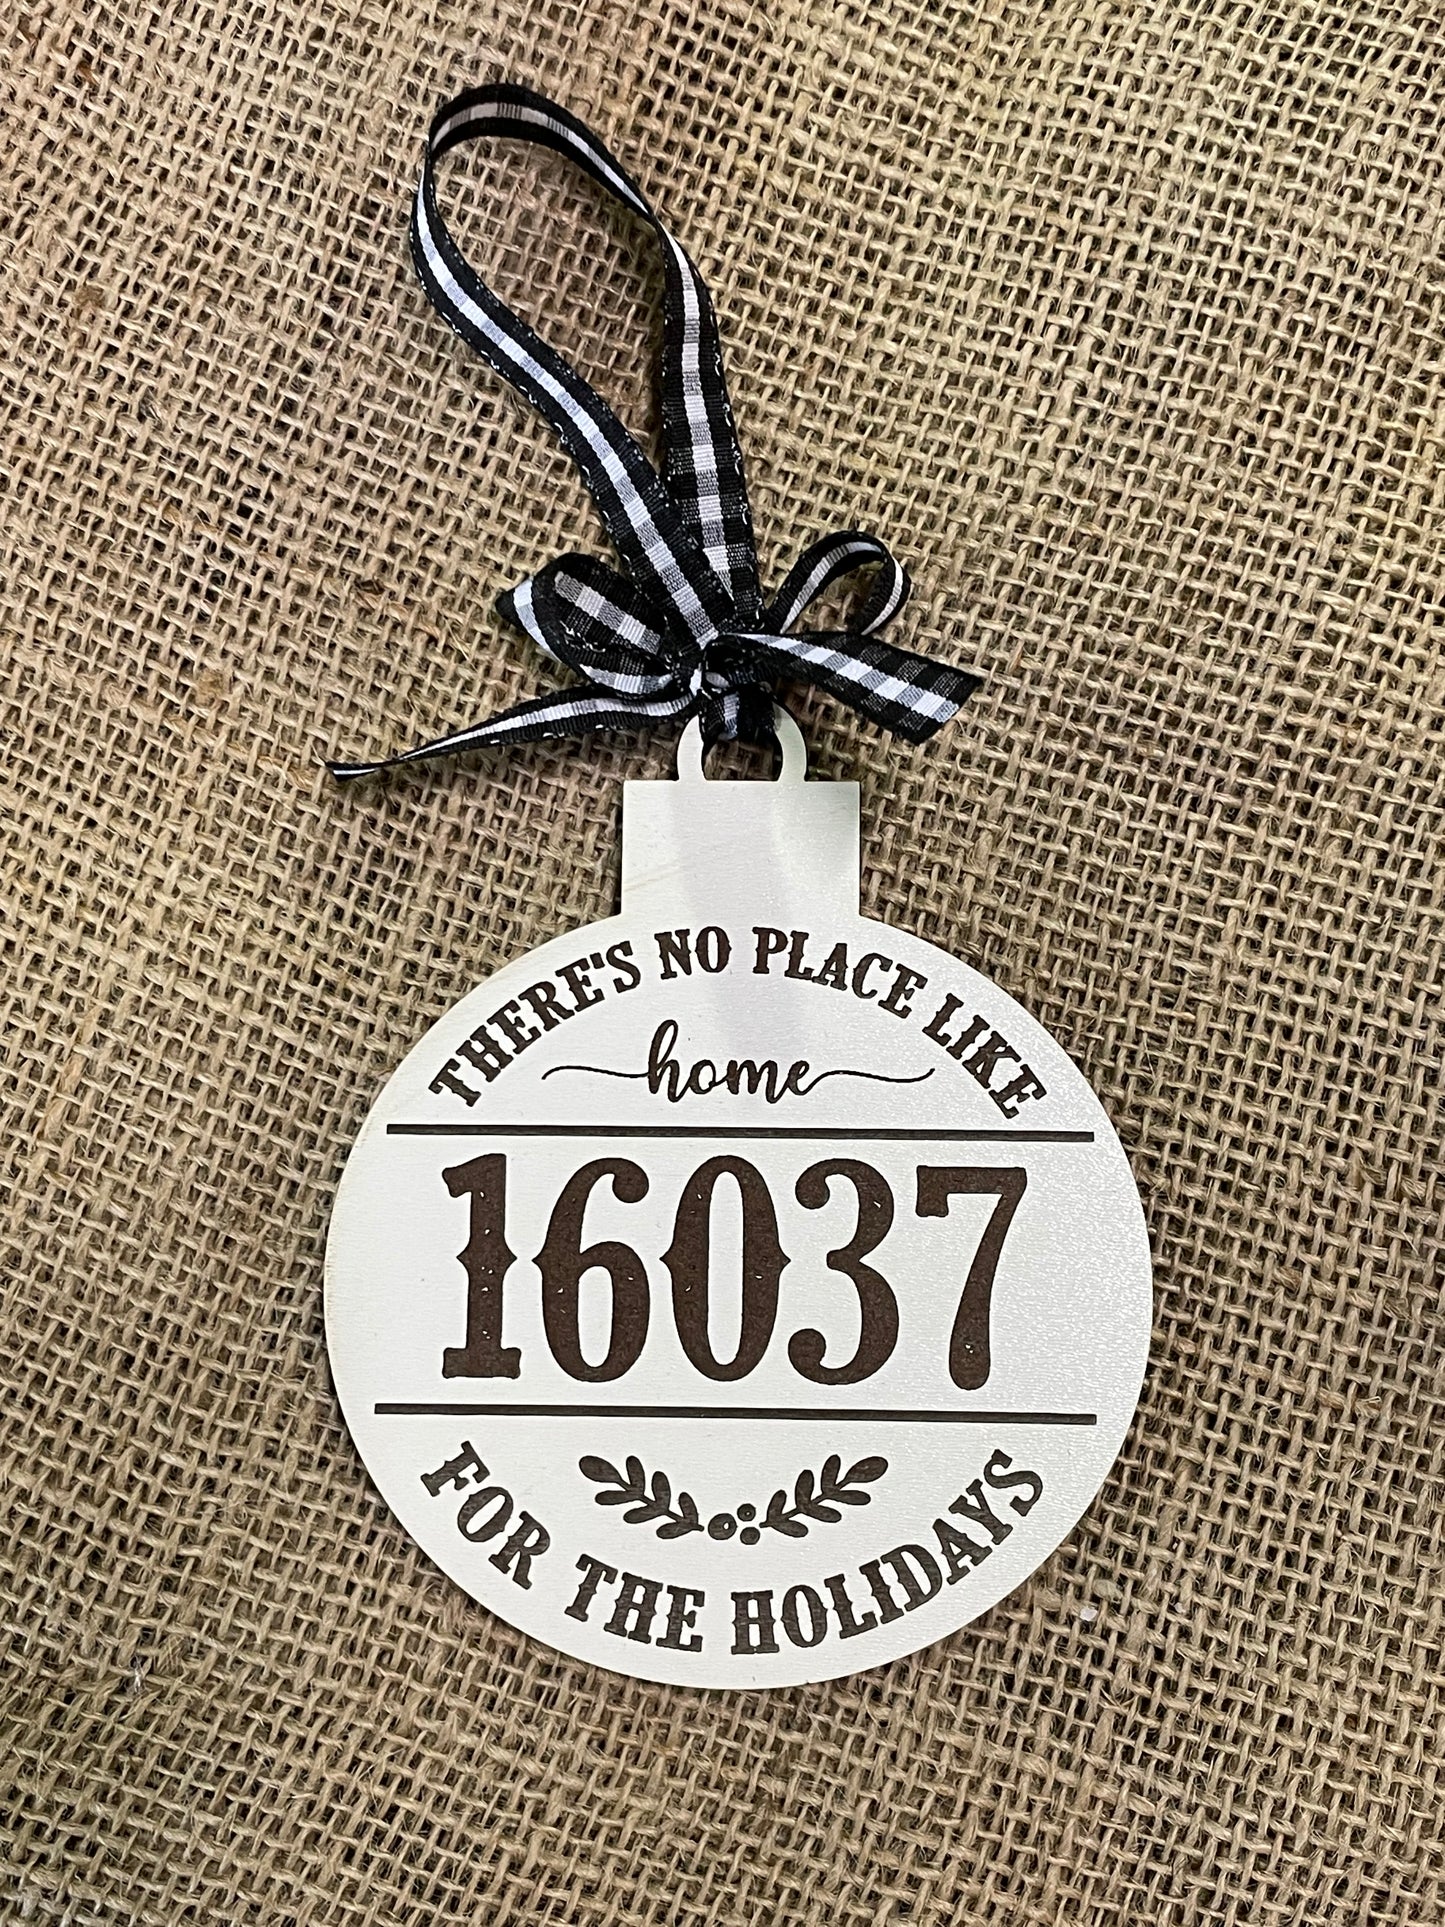 THERE'S NO PLACE LIKE
home
16037
FOR THE HOLIDAYS